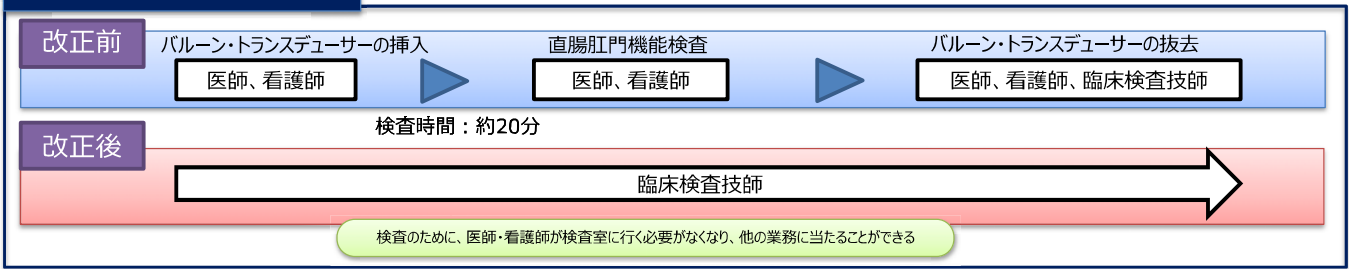 改正前
バルーン・トランスデューサーの挿入
直腸肛門機能検査
バルーン・トランスデューサーの抜去
医師、看護師
医師、看護師
医師、看護師、臨床検査技師
検査時間：約20分
改正後
臨床検査技師
検査のために、医師・看護師が検査室に行く必要がなくなり、他の業務に当たることができる